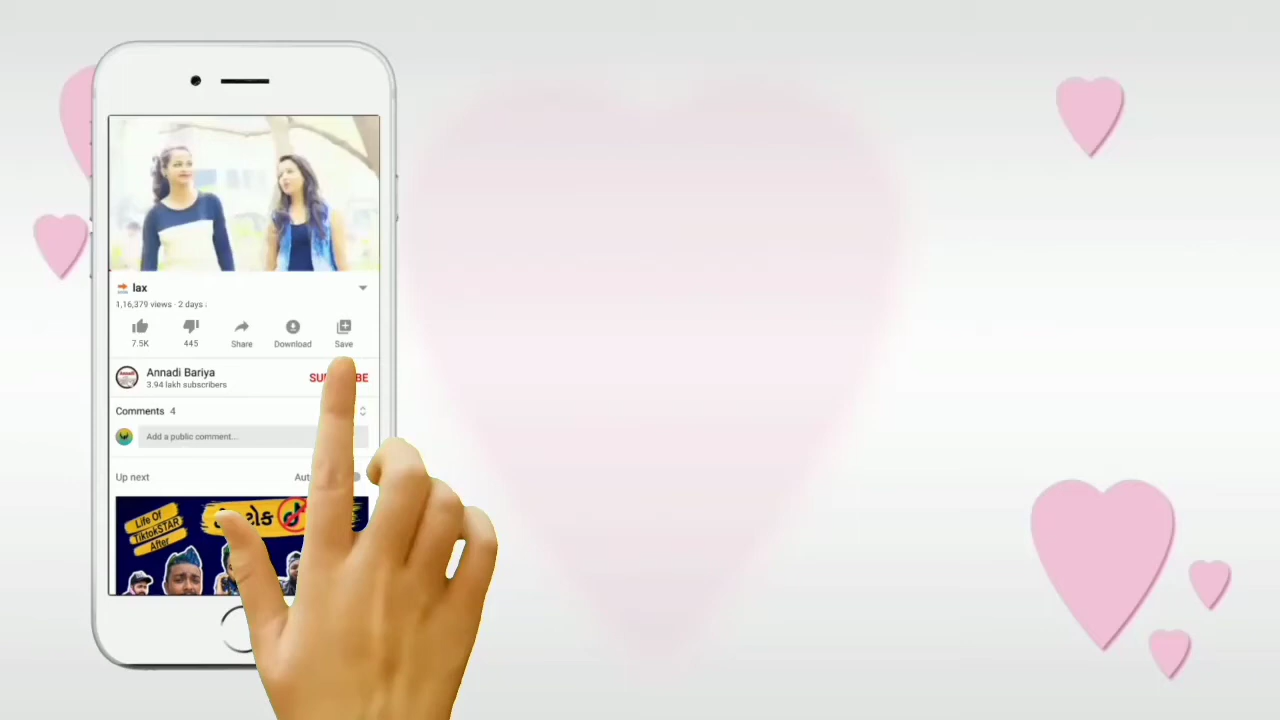 lax
1,16,379 views · 2 days
7.5K
445
Share
Download
Save
Annadi Bariya
3.94 lakh subscribers
Comments 4
Add a public comment...
Up next
Life Of
TiktokSTAR
After